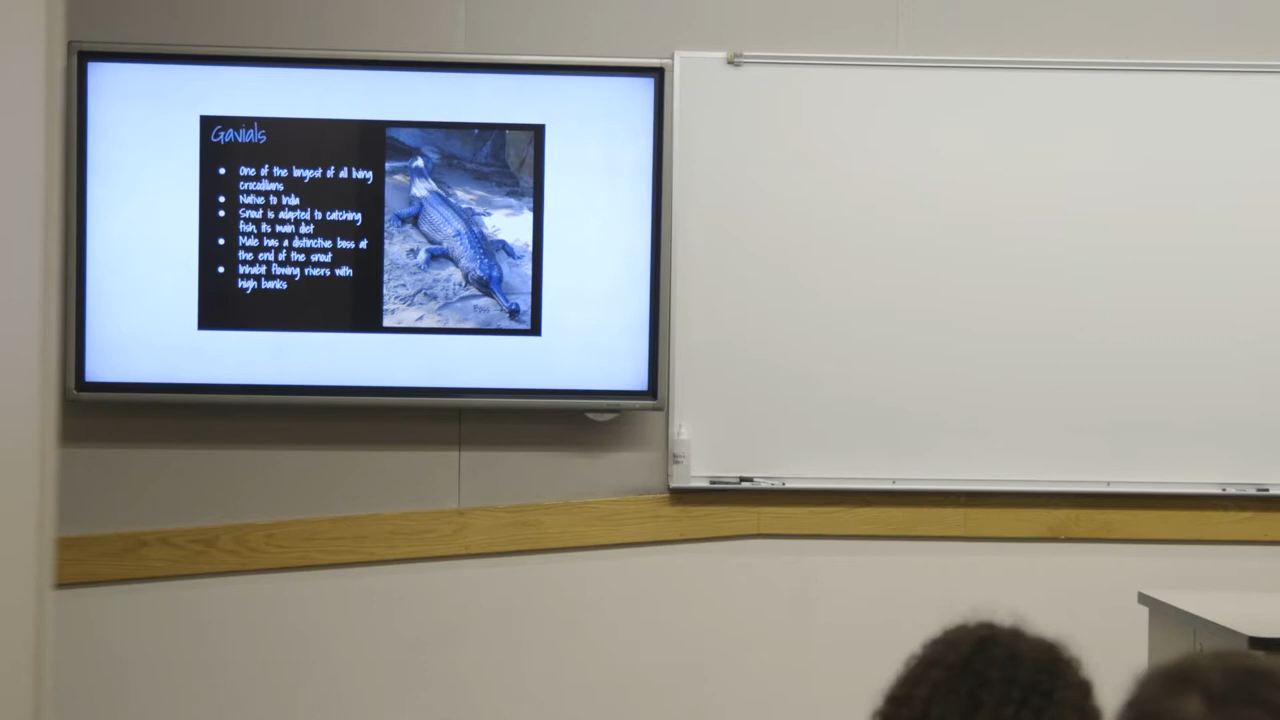 Gavials
One of the longest of all living
crocodilians
Native to India
Snout is adapted to catching
fish, its main diet
Male has a distinctive boss at
the end of the snout
Inhabit flowing rivers with
high banks
Boss